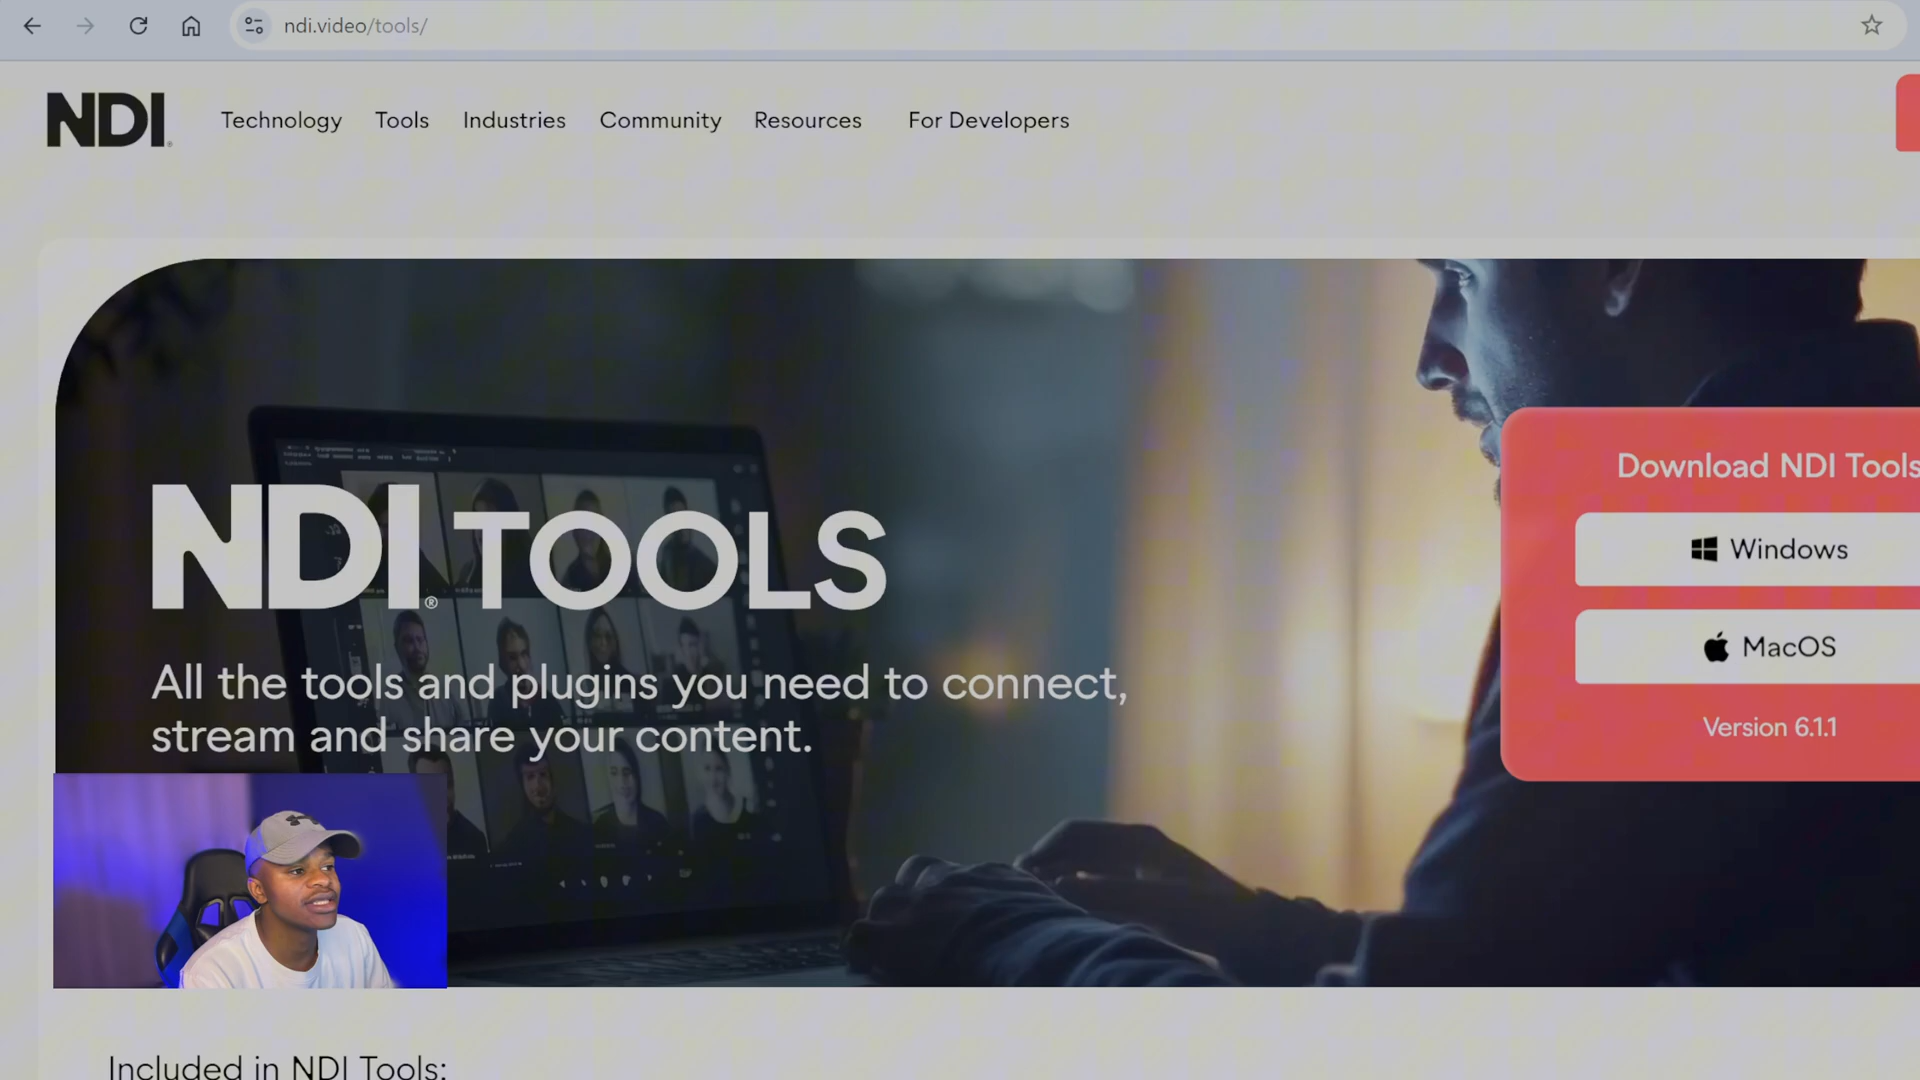 ndi.video/tools/
NDI
Technology
Tools
Industries
Community
Resources
For Developers
NDI® TOOLS
All the tools and plugins you need to connect,
stream and share your content.
Download NDI Tools
Windows
MacOS
Version 6.1.1
Included in NDI Tools: